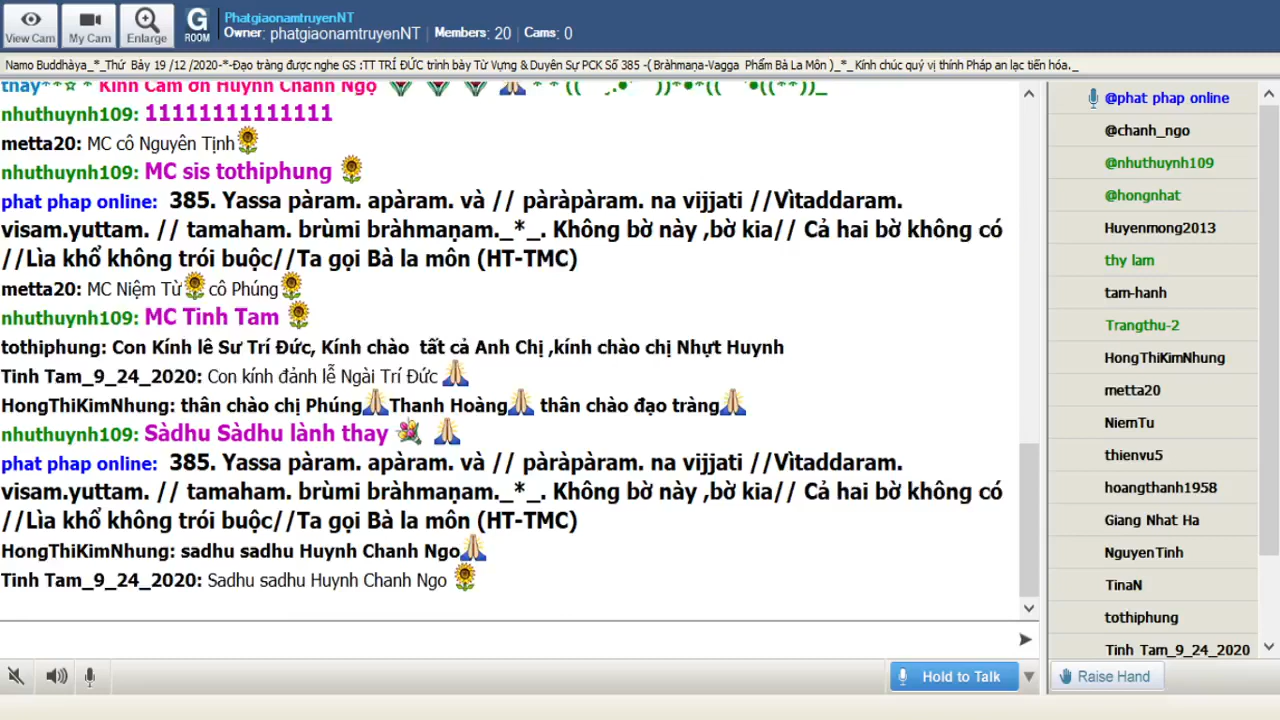 View Cam
My Cam
Enlarge
G ROOM
PhatgiaonamtruyenNT
Owner: phatgiaonamtruyenNT | Members: 20 | Cams: 0
Namo Buddhàya_*_Thứ Bảy 19 /12 /2020-*-Đạo tràng được nghe GS :TT TRÍ ĐỨC trình bày Từ Vựng & Duyên Sự PCK Số 385 -( Bràhmaṇa-Vagga Phẩm Bà La Môn )_*_ Kính chúc quý vị thính Pháp an lạc tiến hóa._
thay**☆ * Kính Cảm ơn Huynh Chánh Ngọ
nhuthuynh109: 11111111111111
metta20: MC cô Nguyên Tịnh
nhuthuynh109: MC sis tothiphung
phat phap online: 385. Yassa pàram. apàram. và // pàràpàram. na vijjati //Vìtaddaram.
visam.yuttam. // tamaham. brùmi bràhmaṇam._*_. Không bờ này ,bờ kia// Cả hai bờ không có
//Lìa khổ không trói buộc//Ta gọi Bà la môn (HT-TMC)
metta20: MC Niệm Từ cô Phúng
nhuthuynh109: MC Tinh Tam
tothiphung: Con Kính lê Sư Trí Đức, Kính chào tất cả Anh Chị ,kính chào chị Nhựt Huynh
Tinh Tam_9_24_2020: Con kính đảnh lễ Ngài Trí Đức
HongThiKimNhung: thân chào chị Phúng Thanh Hoàng thân chào đạo tràng
nhuthuynh109: Sàdhu Sàdhu lành thay
phat phap online: 385. Yassa pàram. apàram. và // pàràpàram. na vijjati //Vìtaddaram.
visam.yuttam. // tamaham. brùmi bràhmaṇam._*_. Không bờ này ,bờ kia// Cả hai bờ không có
//Lìa khổ không trói buộc//Ta gọi Bà la môn (HT-TMC)
HongThiKimNhung: sadhu sadhu Huynh Chanh Ngo
Tinh Tam_9_24_2020: Sadhu sadhu Huynh Chanh Ngo
@phat phap online
@chanh_ngo
@nhuthuynh109
@hongnhat
Huyenmong2013
thy lam
tam-hanh
Trangthu-2
HongThiKimNhung
metta20
NiemTu
thienvu5
hoangthanh1958
Giang Nhat Ha
NguyenTinh
TinaN
tothiphung
Tinh Tam_9_24_2020
Hold to Talk
Raise Hand